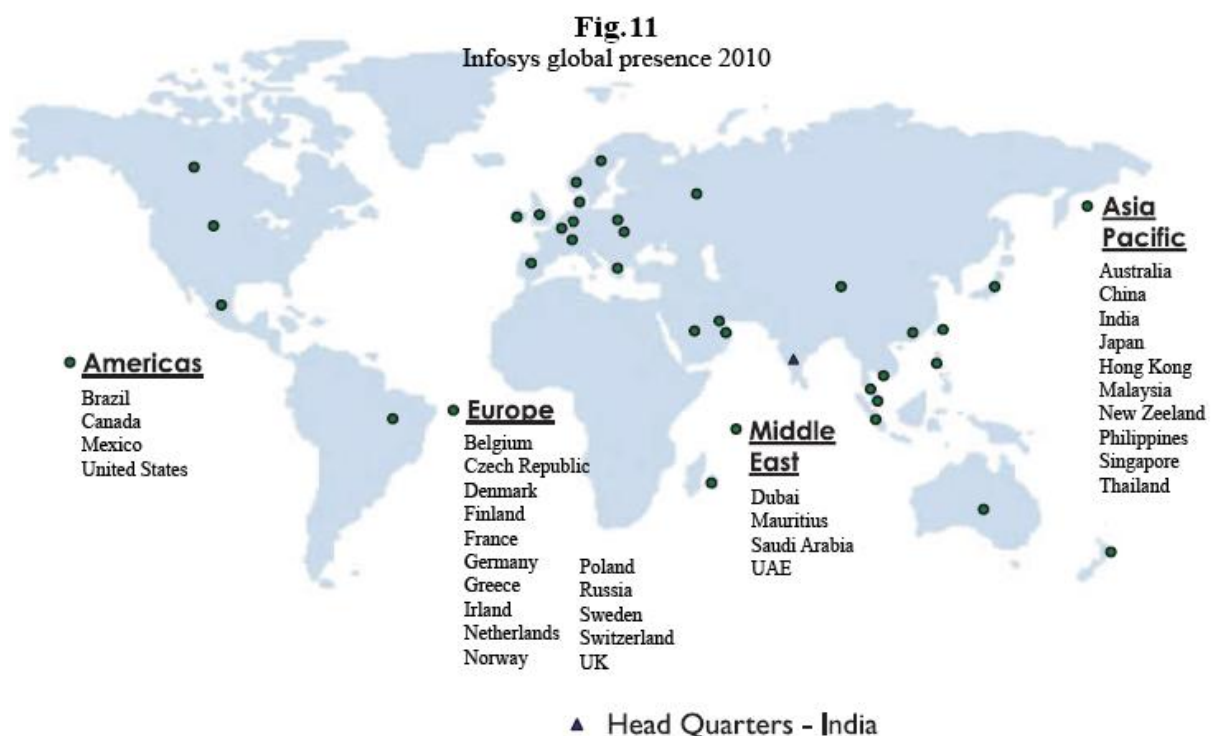 Fig.11
Infosys global presence 2010
Americas
Brazil
Canada
Mexico
United States
Europe
Belgium
Czech Republic
Denmark
Finland
France
Germany
Greece
Irland
Netherlands
Norway
Poland
Russia
Sweden
Switzerland
UK
Middle
East
Dubai
Mauritius
Saudi Arabia
UAE
Asia
Pacific
Australia
China
India
Japan
Hong Kong
Malaysia
New Zeeland
Philippines
Singapore
Thailand
Head Quarters - India